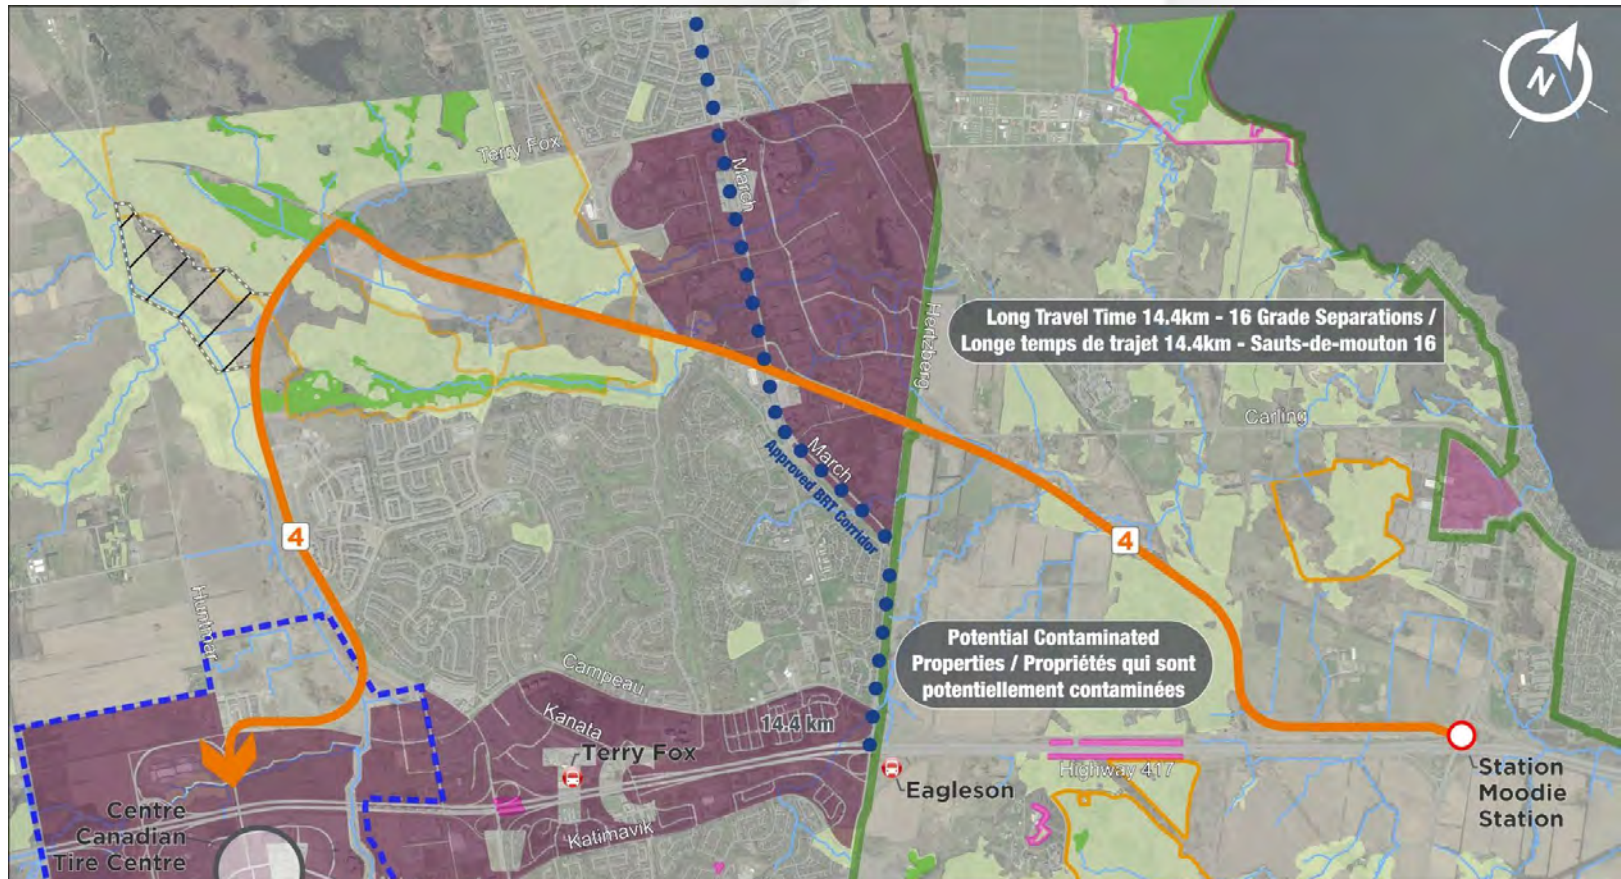 N
Terry Fox
March
Hertzberg
Long Travel Time 14.4km - 16 Grade Separations /
Longe temps de trajet 14.4km - Sauts-de-mouton 16
Carling
March
Approved BRT Corridor
4
4
Huntmar
Potential Contaminated
Properties / Propriétés qui sont
potentiellement contaminées
Campeau
Kanata
14.4 km
Terry Fox
Highway 417
Eagleson
Station
Moodie
Station
Centre
Canadian
Tire Centre
Katimavik